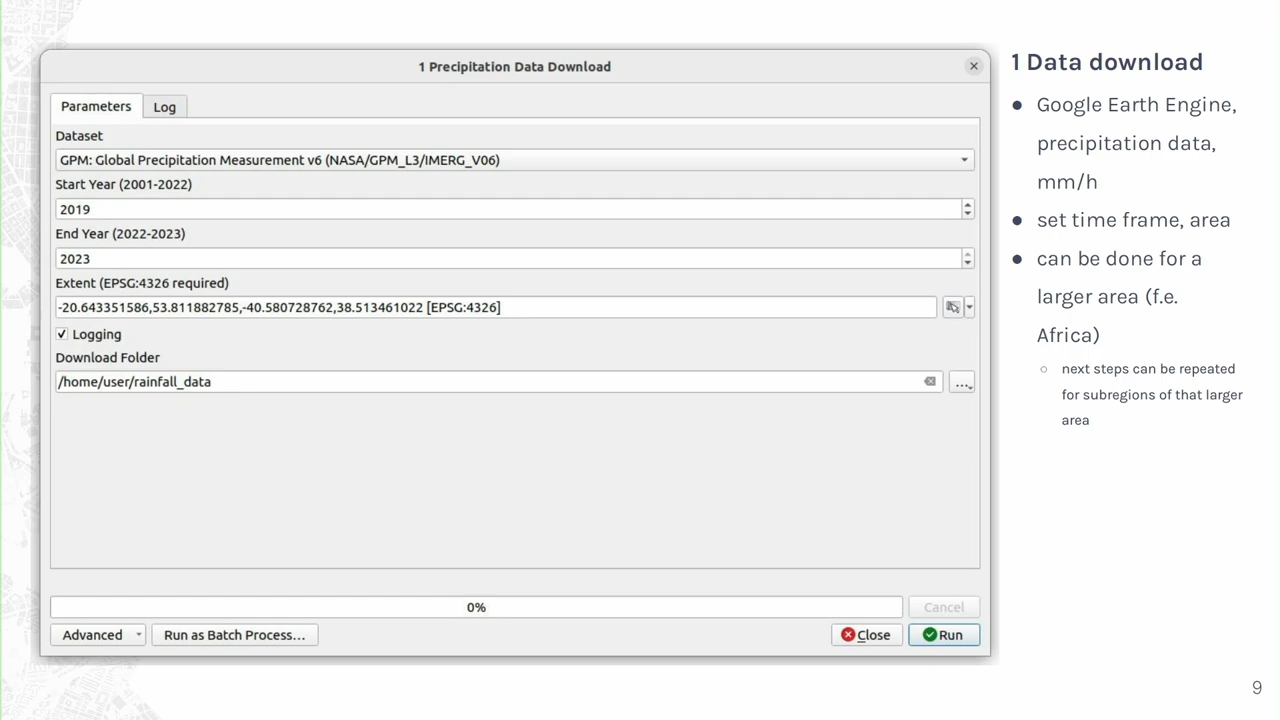 1 Precipitation Data Download
Parameters
Log
Dataset
GPM: Global Precipitation Measurement v6 (NASA/GPM_L3/IMERG_V06)
Start Year (2001-2022)
2019
End Year (2022-2023)
2023
Extent (EPSG:4326 required)
-20.643351586,53.811882785,-40.580728762,38.513461022 [EPSG:4326]
Logging
Download Folder
/home/user/rainfall_data
...
0%
Cancel
Advanced
Run as Batch Process...
Close
Run
1 Data download
● Google Earth Engine,
precipitation data,
mm/h
● set time frame, area
● can be done for a
larger area (f.e.
Africa)
○ next steps can be repeated
for subregions of that larger
area
9